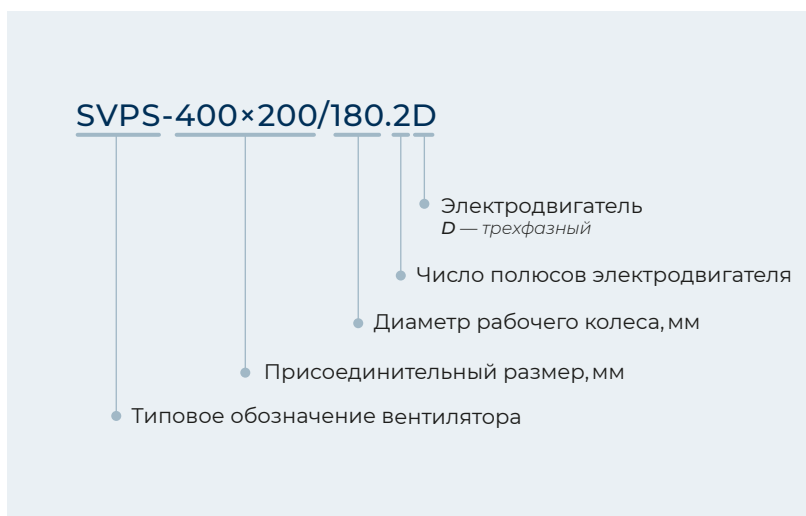 SVPS-400×200/180.2D
Электродвигатель
D — трехфазный
Число полюсов электродвигателя
Диаметр рабочего колеса, мм
Присоединительный размер, мм
Типовое обозначение вентилятора